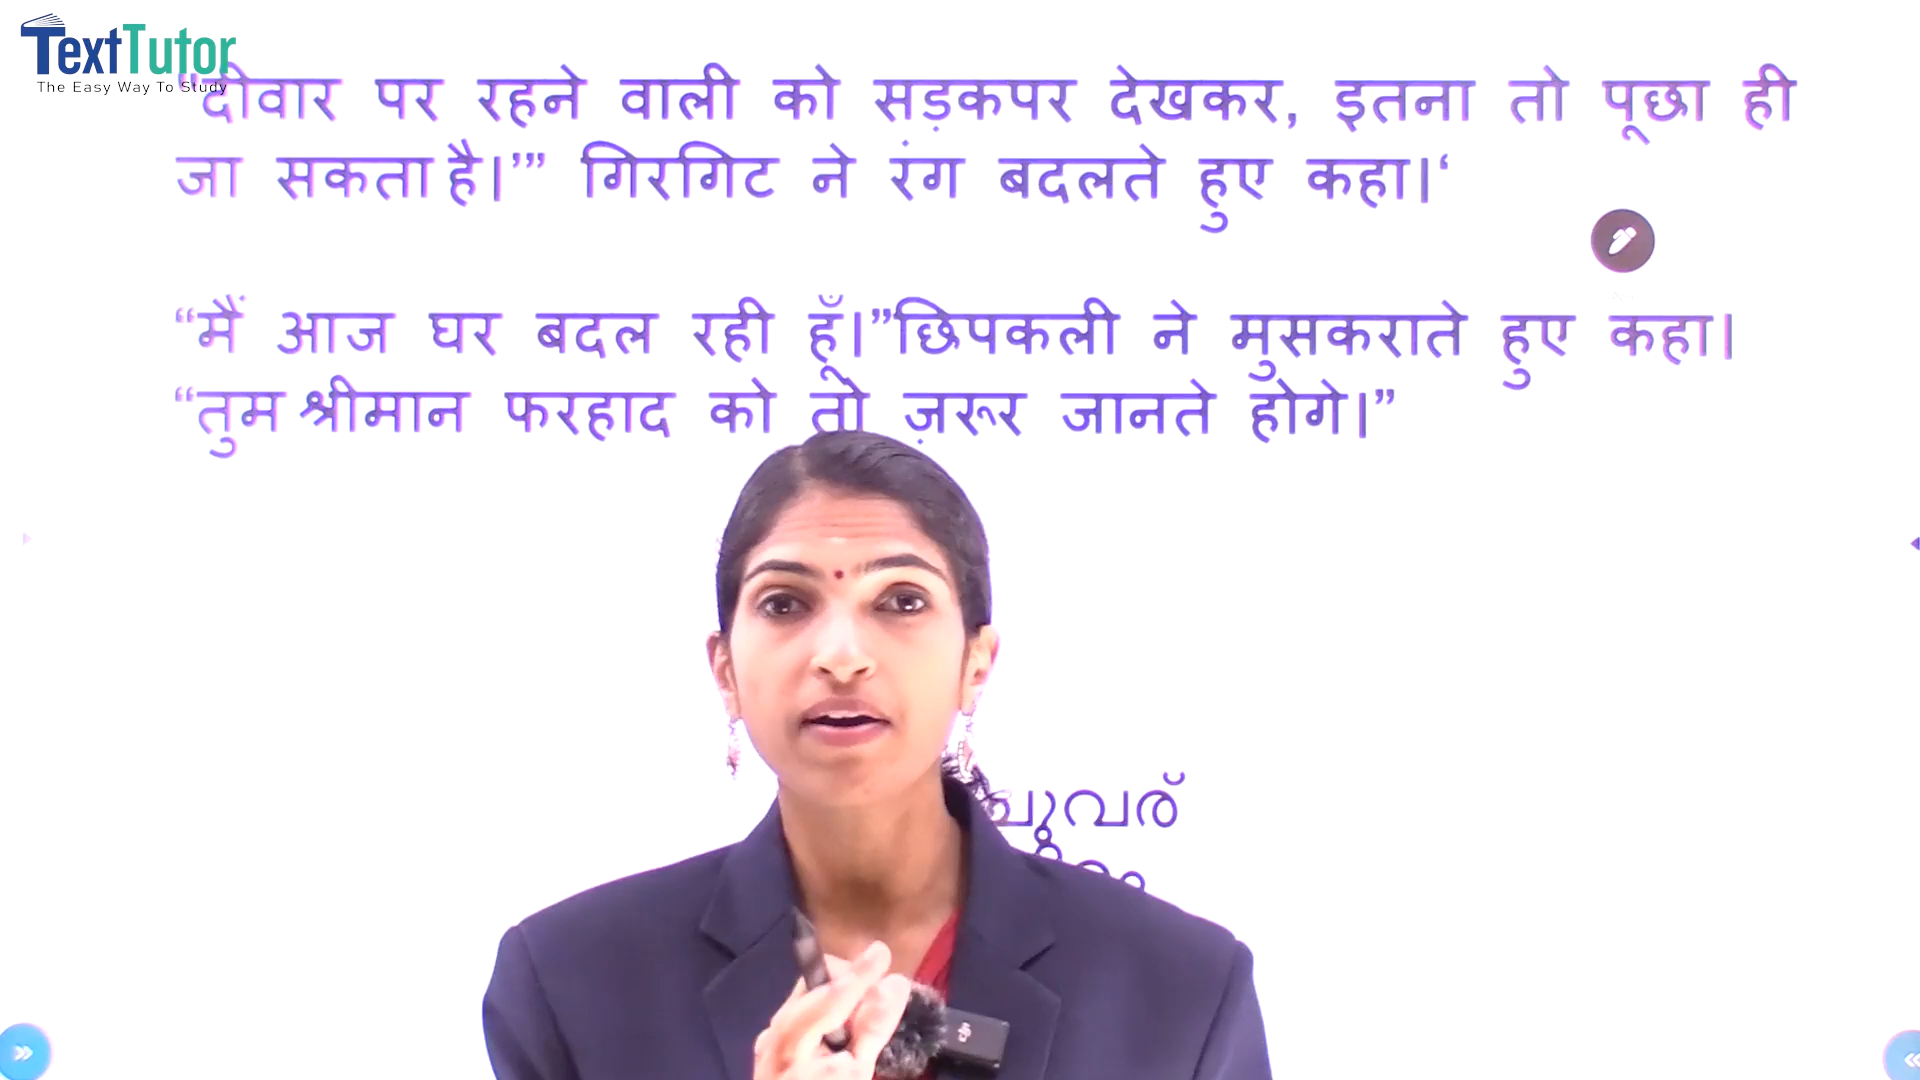 TextTutor
The Easy Way To Study
"दीवार पर रहने वाली को सड़कपर देखकर, इतना तो पूछा ही
जा सकता है।’” गिरगिट ने रंग बदलते हुए कहा।‘
“मैं आज घर बदल रही हूँ।”छिपकली ने मुसकराते हुए कहा।
“तुम श्रीमान फरहाद को तो ज़रूर जानते होगे।”
ചുവര്